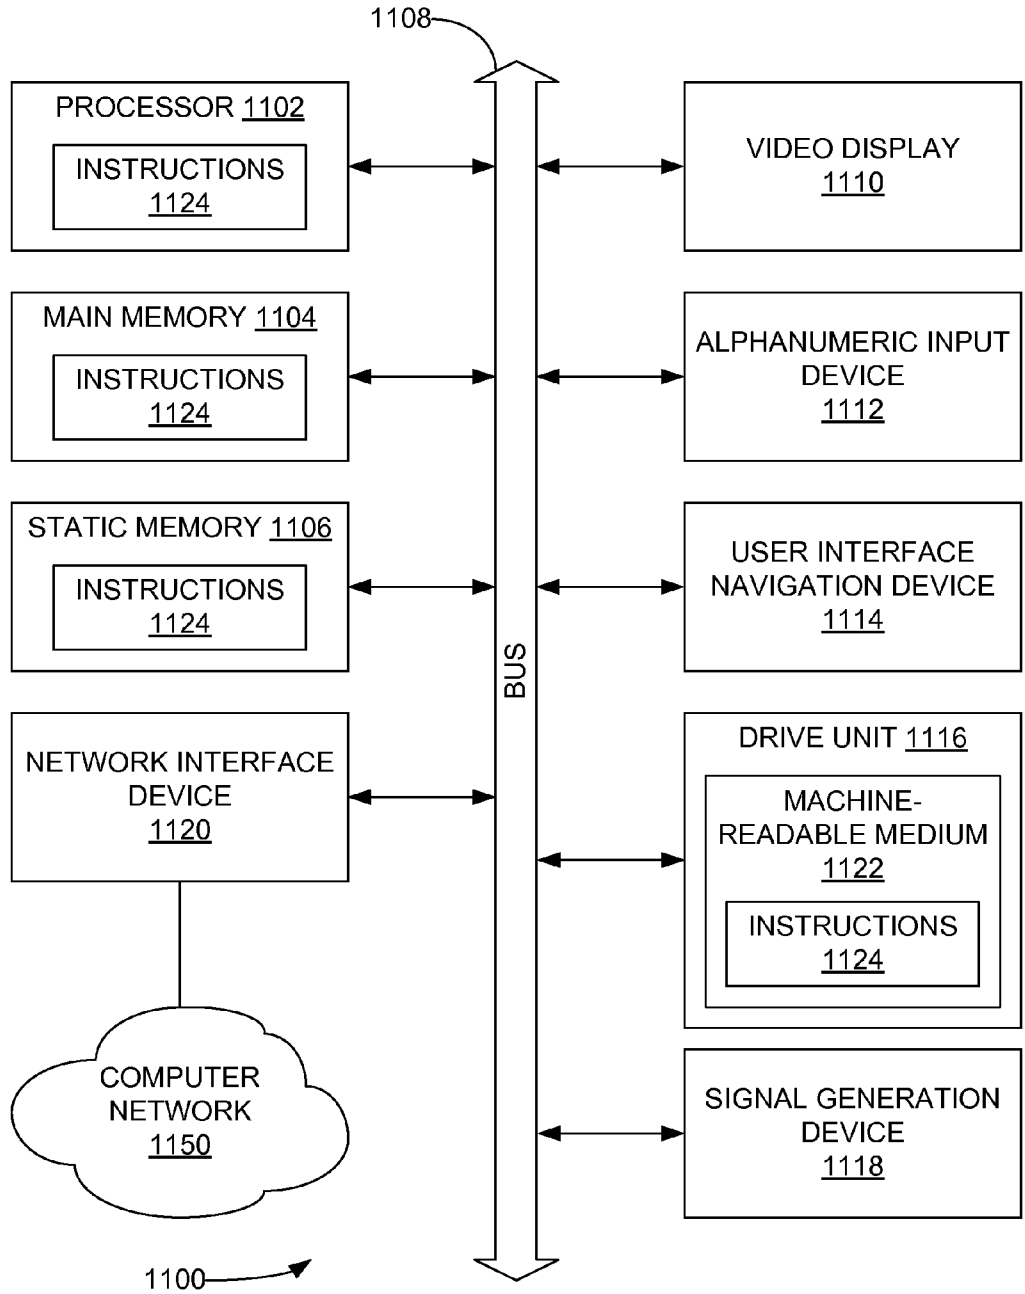 1108
PROCESSOR 1102
INSTRUCTIONS
1124
MAIN MEMORY 1104
INSTRUCTIONS
1124
STATIC MEMORY 1106
INSTRUCTIONS
1124
NETWORK INTERFACE
DEVICE
1120
COMPUTER
NETWORK
1150
1100
BUS
VIDEO DISPLAY
1110
ALPHANUMERIC INPUT
DEVICE
1112
USER INTERFACE
NAVIGATION DEVICE
1114
DRIVE UNIT 1116
MACHINE-
READABLE MEDIUM
1122
INSTRUCTIONS
1124
SIGNAL GENERATION
DEVICE
1118